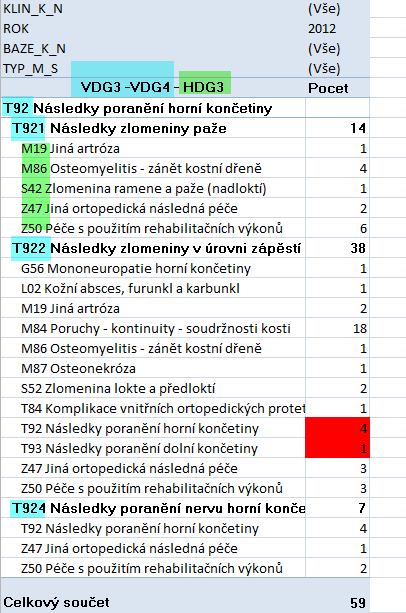 KLIN_K_N (Vše)
ROK 2012
BAZE_K_N (Vše)
TYP_M_S (Vše)
VDG3 -VDG4 - HDG3 Pocet
T92 Následky poranění horní končetiny
T921 Následky zlomeniny paže 14
M19 Jiná artróza 1
M86 Osteomyelitis - zánět kostní dřeně 4
S42 Zlomenina ramene a paže (nadloktí) 1
Z47 Jiná ortopedická následná péče 2
Z50 Péče s použitím rehabilitačních výkonů 6
T922 Následky zlomeniny v úrovni zápěstí 38
G56 Mononeuropatie horní končetiny 1
L02 Kožní absces, furunkl a karbunkl 1
M19 Jiná artróza 2
M84 Poruchy - kontinuity - soudržnosti kosti 18
M86 Osteomyelitis - zánět kostní dřeně 1
M87 Osteonekróza 1
S52 Zlomenina lokte a předloktí 2
T84 Komplikace vnitřních ortopedických protet 1
T92 Následky poranění horní končetiny 4
T93 Následky poranění dolní končetiny 1
Z47 Jiná ortopedická následná péče 3
Z50 Péče s použitím rehabilitačních výkonů 3
T924 Následky poranění nervu horní konče 7
T92 Následky poranění horní končetiny 4
Z47 Jiná ortopedická následná péče 1
Z50 Péče s použitím rehabilitačních výkonů 2
Celkový součet 59